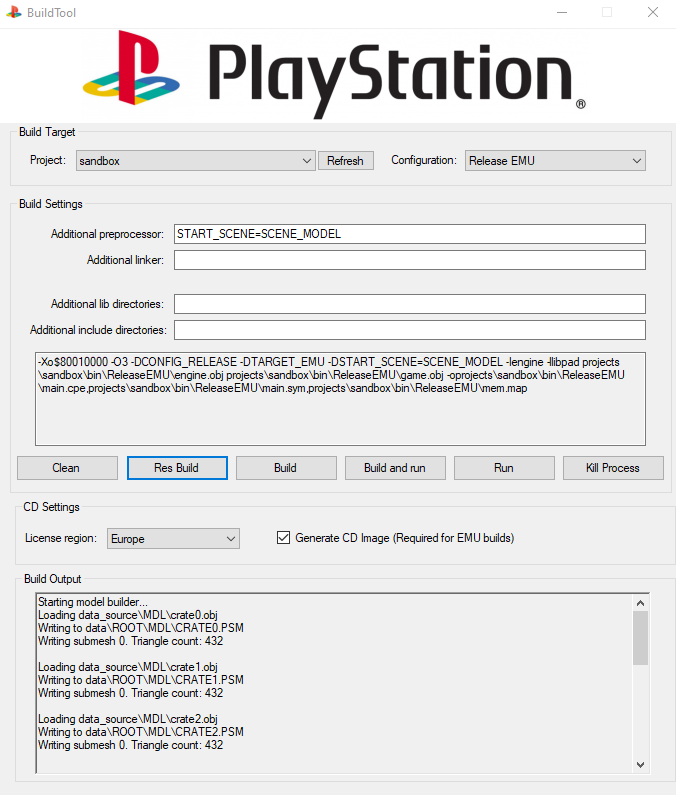 BuildTool
PlayStation®
Build Target
Project: sandbox Refresh Configuration: Release EMU
Build Settings
Additional preprocessor: START_SCENE=SCENE_MODEL
Additional linker:
Additional lib directories:
Additional include directories:
-Xo$80010000 -O3 -DCONFIG_RELEASE -DTARGET_EMU -DSTART_SCENE=SCENE_MODEL -lengine -llibpad projects
\sandbox\bin\ReleaseEMU\engine.obj projects\sandbox\bin\ReleaseEMU\game.obj -oprojects\sandbox\bin\ReleaseEMU
\main.cpe,projects\sandbox\bin\ReleaseEMU\main.sym,projects\sandbox\bin\ReleaseEMU\mem.map
Clean Res Build Build Build and run Run Kill Process
CD Settings
License region: Europe Generate CD Image (Required for EMU builds)
Build Output
Starting model builder...
Loading data_source\MDL\crate0.obj
Writing to data\ROOT\MDL\CRATE0.PSM
Writing submesh 0. Triangle count: 432
Loading data_source\MDL\crate1.obj
Writing to data\ROOT\MDL\CRATE1.PSM
Writing submesh 0. Triangle count: 432
Loading data_source\MDL\crate2.obj
Writing to data\ROOT\MDL\CRATE2.PSM
Writing submesh 0. Triangle count: 432